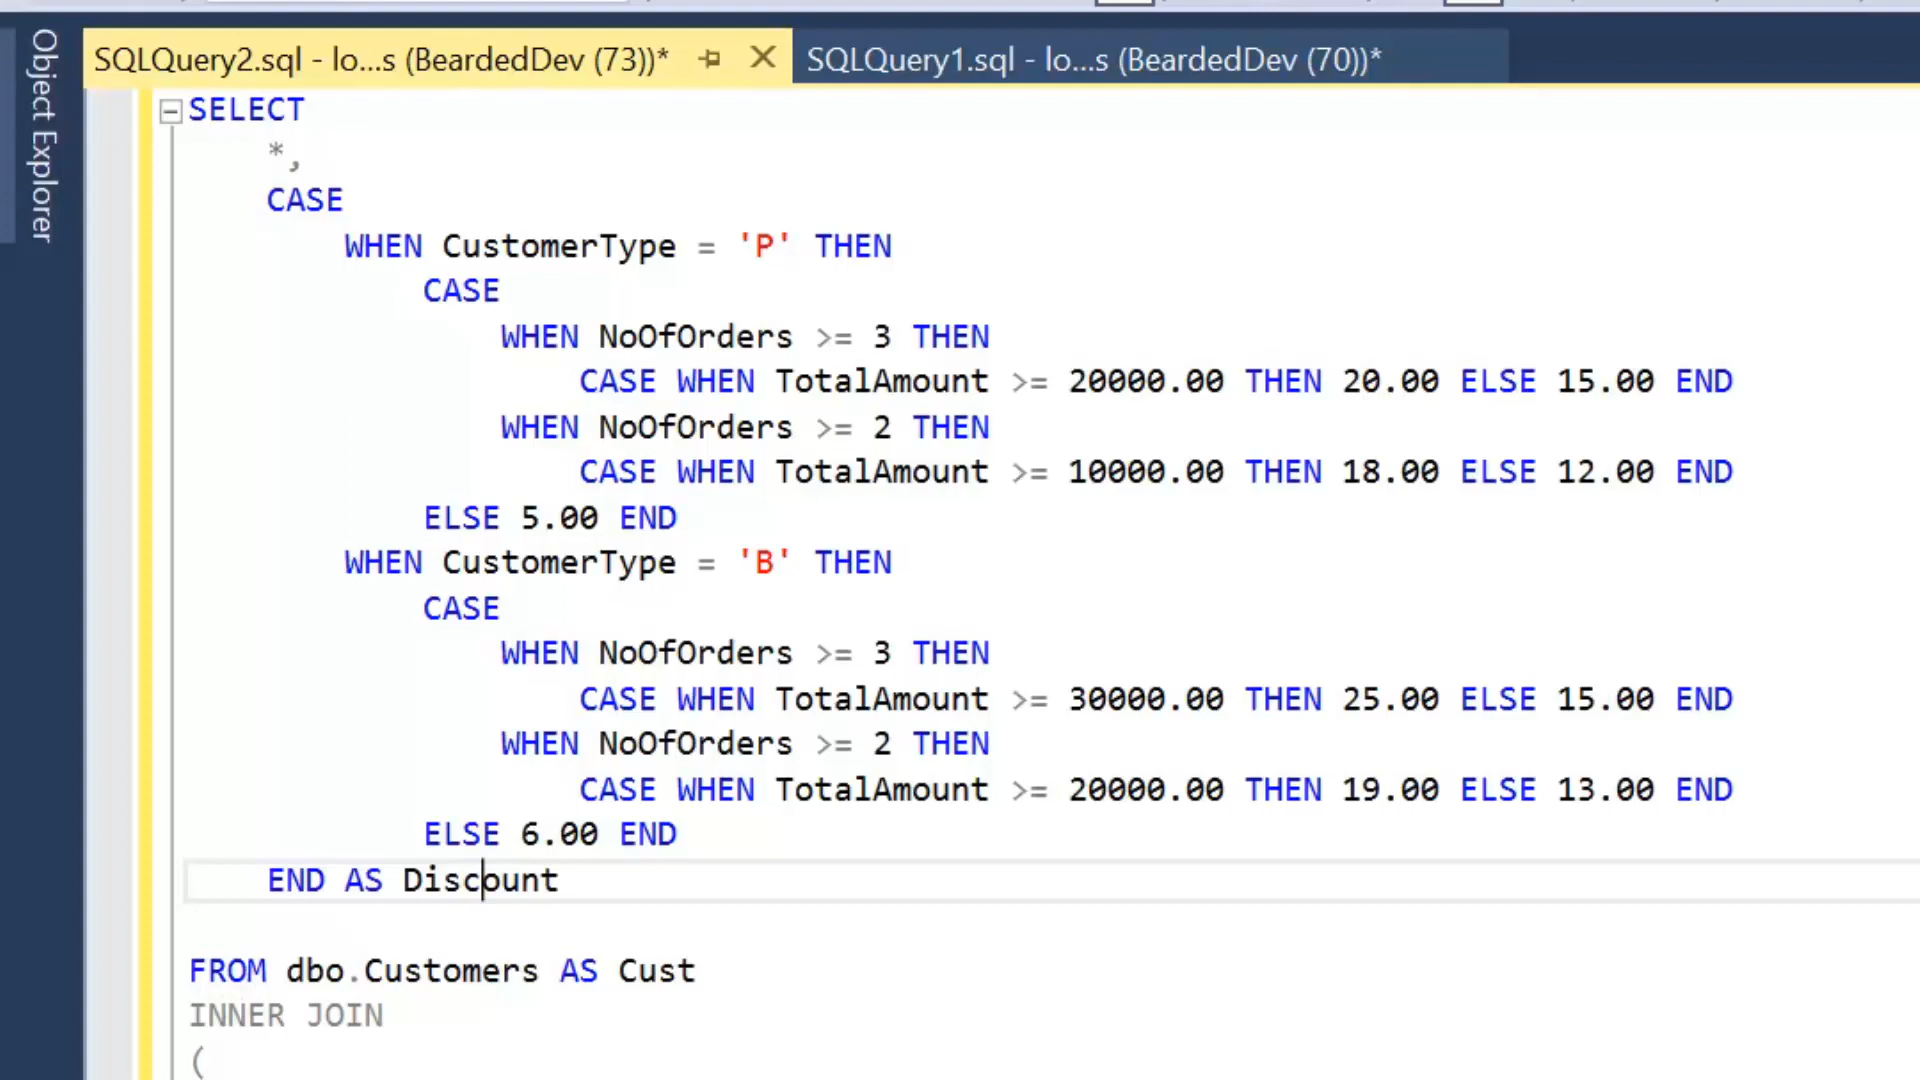 Object Explorer
SQLQuery2.sql - lo...s (BeardedDev (73))*
SQLQuery1.sql - lo...s (BeardedDev (70))*
SELECT
*,
CASE
WHEN CustomerType = 'P' THEN
CASE
WHEN NoOfOrders >= 3 THEN
CASE WHEN TotalAmount >= 20000.00 THEN 20.00 ELSE 15.00 END
WHEN NoOfOrders >= 2 THEN
CASE WHEN TotalAmount >= 10000.00 THEN 18.00 ELSE 12.00 END
ELSE 5.00 END
WHEN CustomerType = 'B' THEN
CASE
WHEN NoOfOrders >= 3 THEN
CASE WHEN TotalAmount >= 30000.00 THEN 25.00 ELSE 15.00 END
WHEN NoOfOrders >= 2 THEN
CASE WHEN TotalAmount >= 20000.00 THEN 19.00 ELSE 13.00 END
ELSE 6.00 END
END AS Discount
FROM dbo.Customers AS Cust
INNER JOIN
(